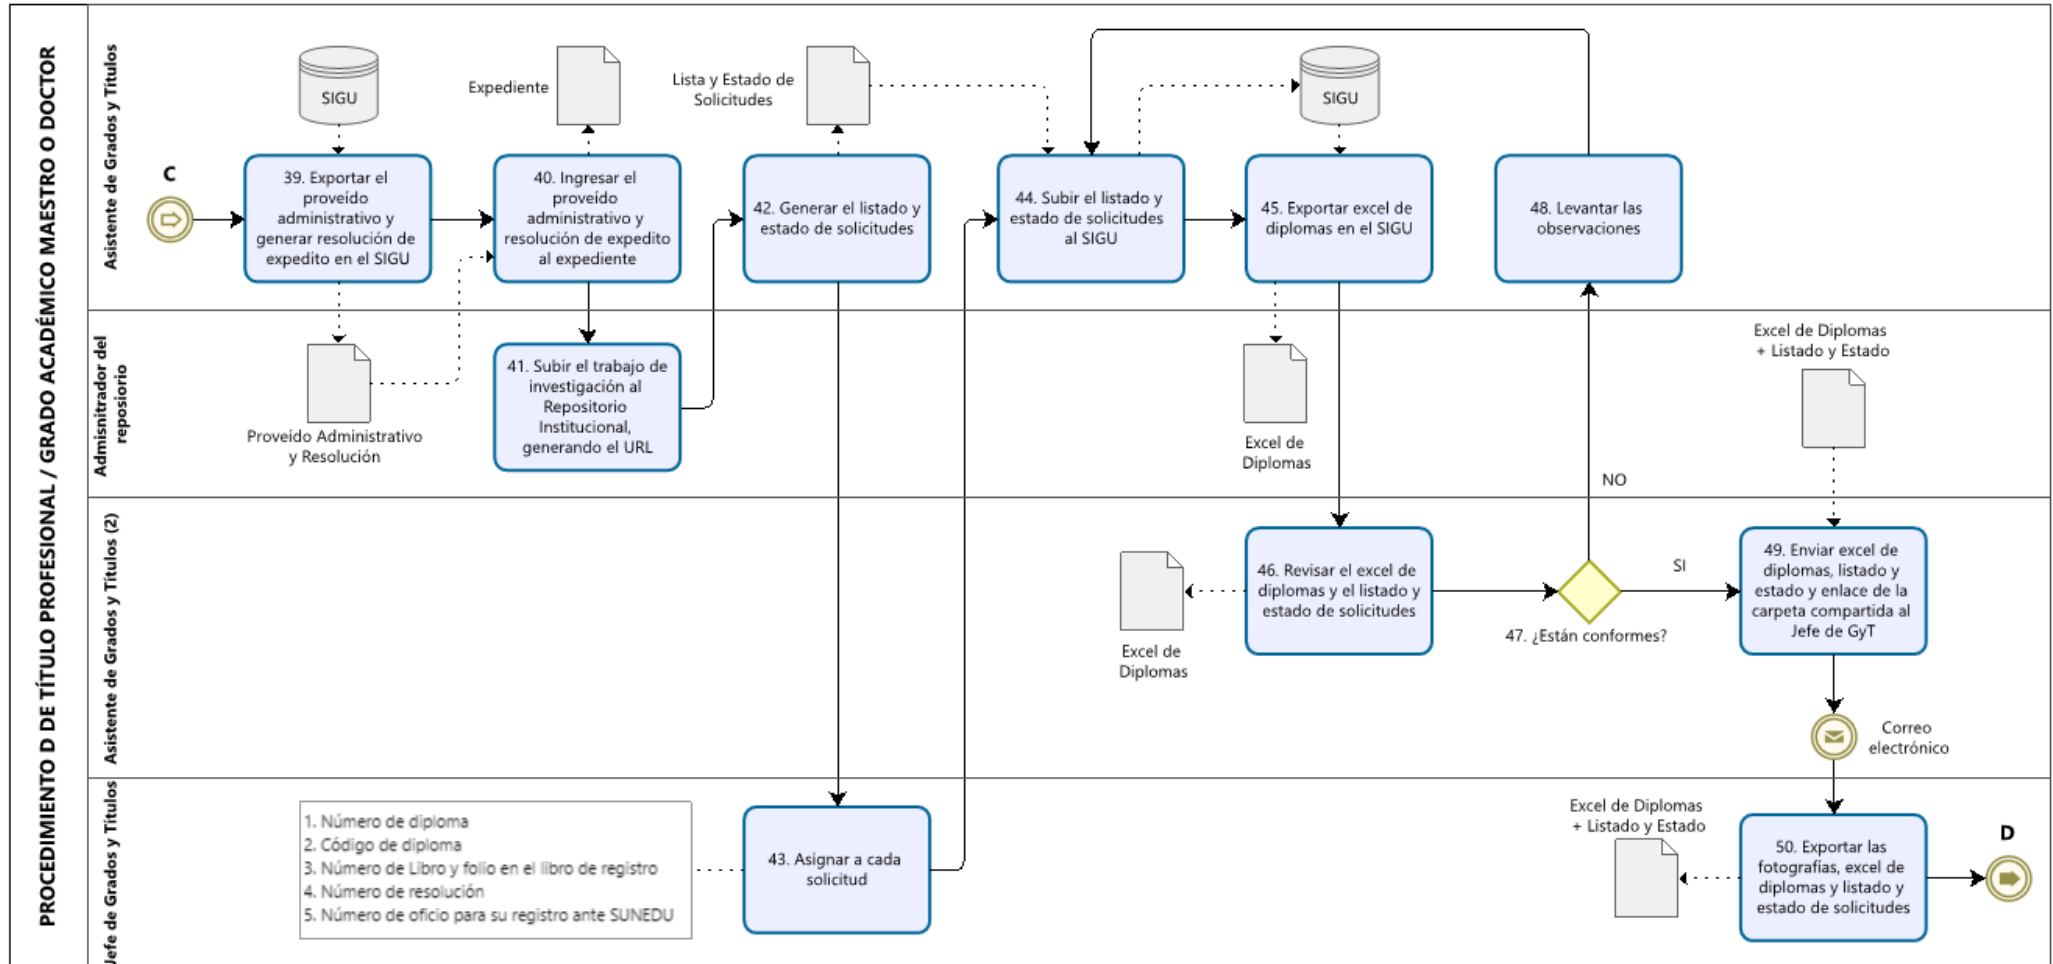 PROCEDIMIENTO D DE TÍTULO PROFESIONAL / GRADO ACADÉMICO MAESTRO O DOCTOR
Asistente de Grados y Títulos
C
SIGU
39. Exportar el
proveído
administrativo y
generar resolución de
expedito en el SIGU
Expediente
40. Ingresar el
proveído
administrativo y
resolución de expedito
al expediente
Lista y Estado de
Solicitudes
42. Generar el listado y
estado de solicitudes
44. Subir el listado y
estado de solicitudes
al SIGU
SIGU
45. Exportar excel de
diplomas en el SIGU
48. Levantar las
observaciones
Admisnitrador del
reposiorio
Proveído Administrativo
y Resolución
41. Subir el trabajo de
investigación al
Repositorio
Institucional,
generando el URL
Excel de
Diplomas
NO
Excel de Diplomas
+ Listado y Estado
Asistente de Grados y Títulos (2)
Excel de
Diplomas
46. Revisar el excel de
diplomas y el listado y
estado de solicitudes
47. ¿Están conformes?
SI
49. Enviar excel de
diplomas, listado y
estado y enlace de la
carpeta compartida al
Jefe de GyT
Correo
electrónico
Jefe de Grados y Títulos
1. Número de diploma
2. Código de diploma
3. Número de Libro y folio en el libro de registro
4. Número de resolución
5. Número de oficio para su registro ante SUNEDU
43. Asignar a cada
solicitud
Excel de Diplomas
+ Listado y Estado
50. Exportar las
fotografías, excel de
diplomas y listado y
estado de solicitudes
D